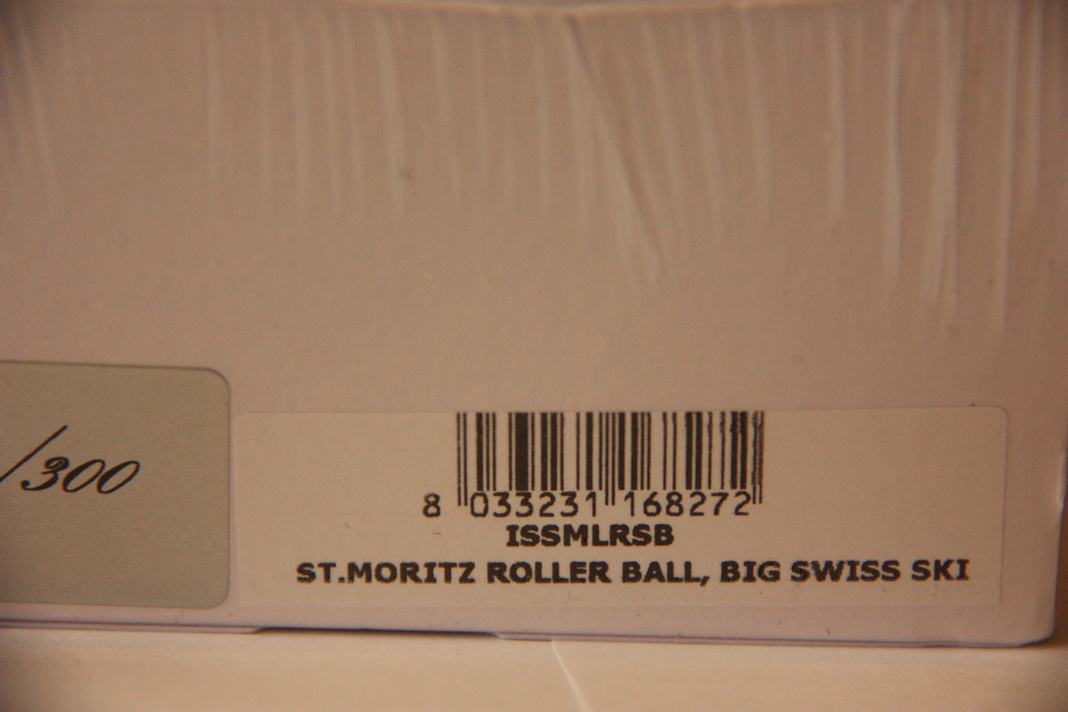 /300
8 033231 168272
ISSMLRSB
ST.MORITZ ROLLER BALL, BIG SWISS SKI